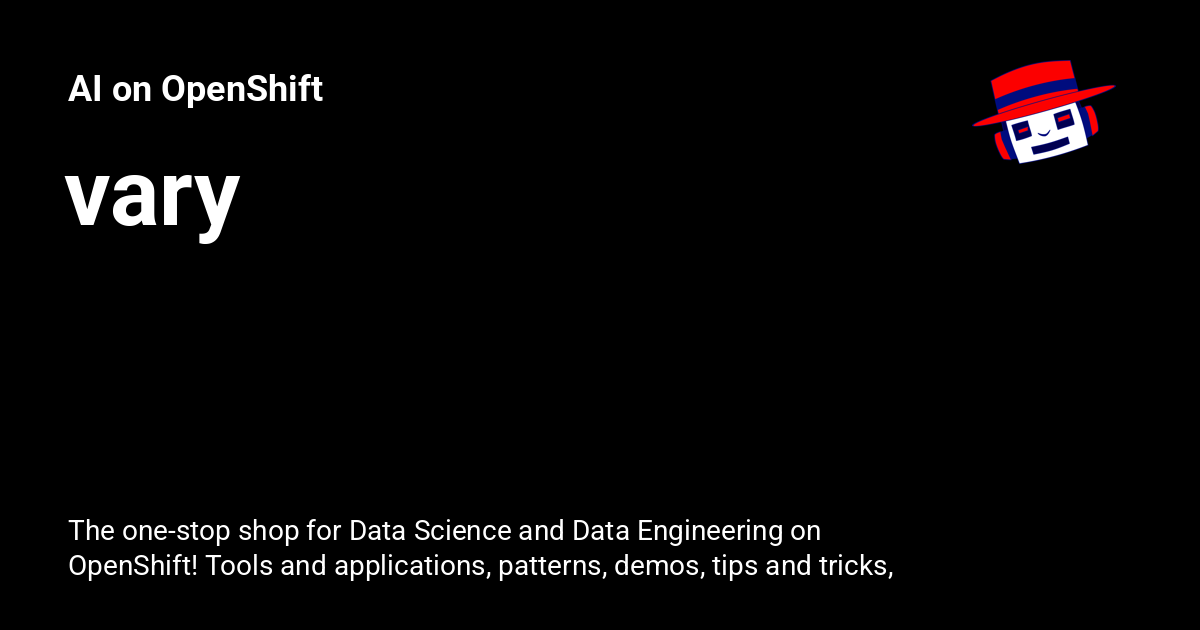 AI on OpenShift
vary
The one-stop shop for Data Science and Data Engineering on
OpenShift! Tools and applications, patterns, demos, tips and tricks,